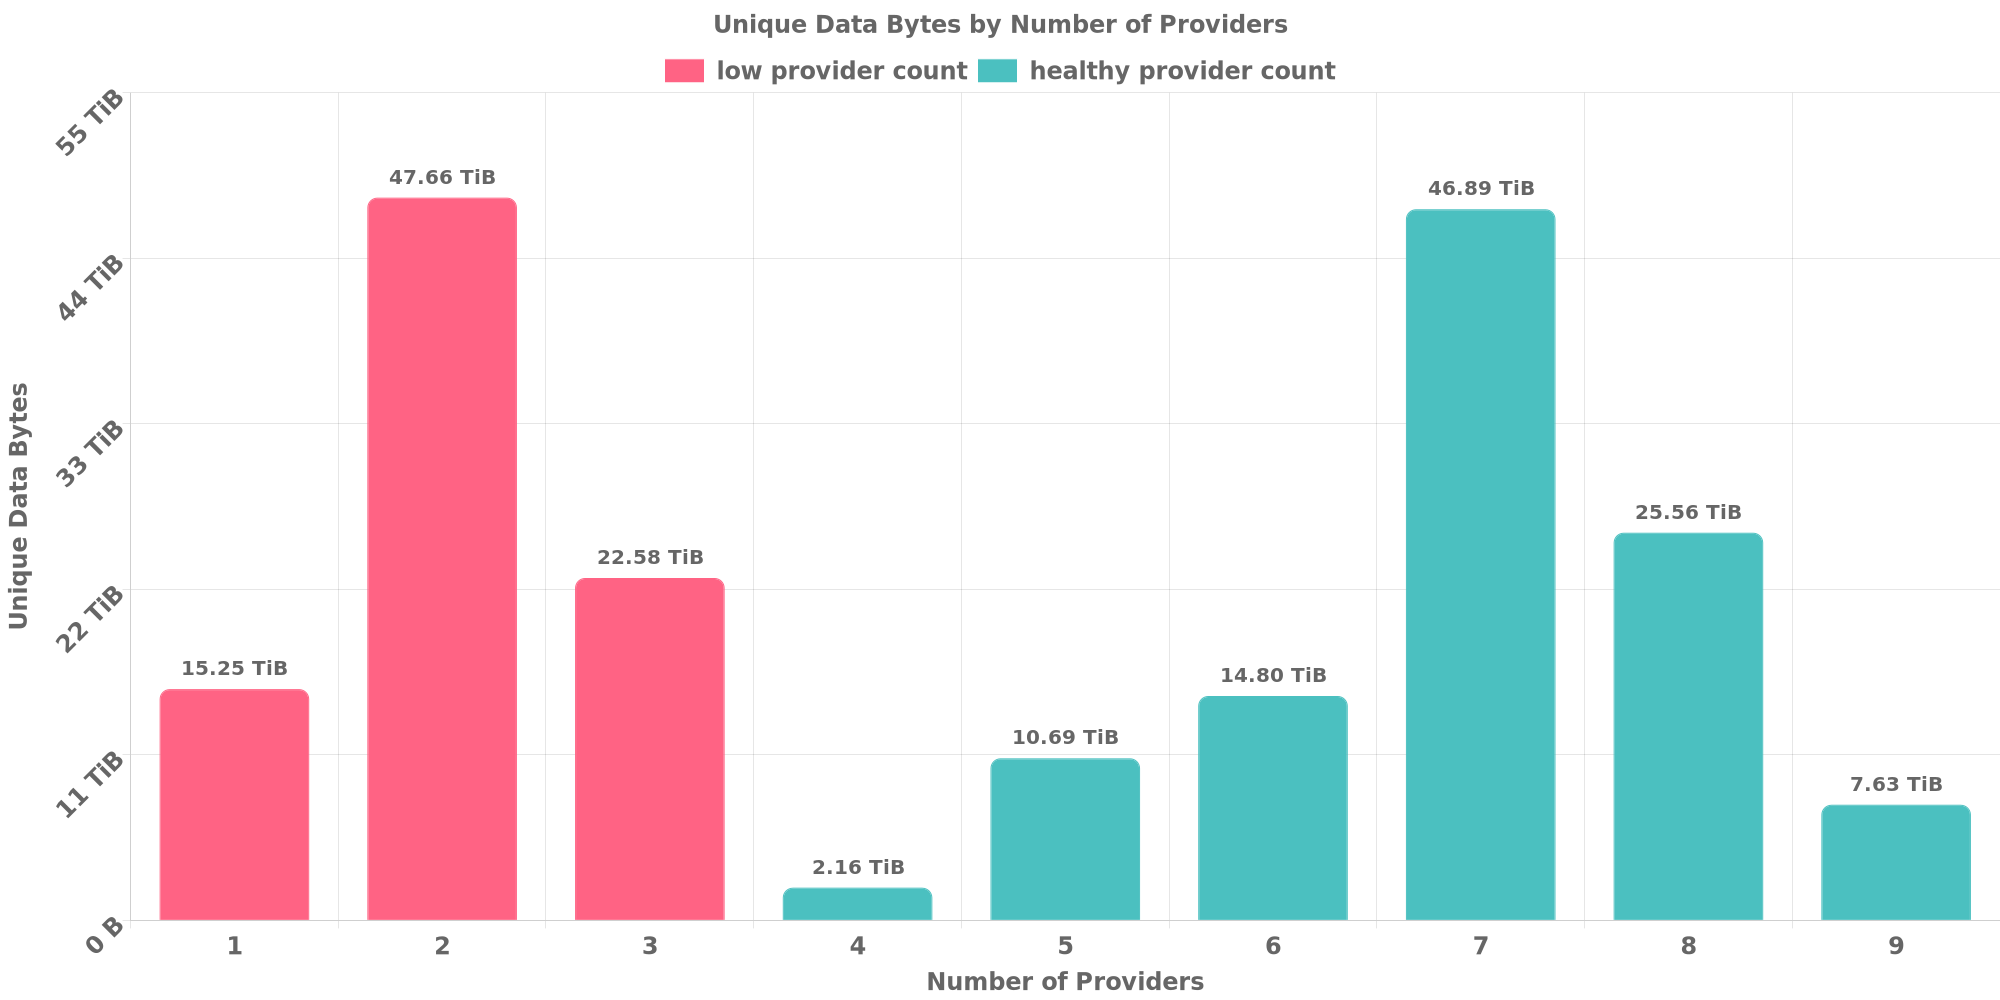 Unique Data Bytes by Number of Providers
low provider count healthy provider count
55 TiB
44 TiB
33 TiB
22 TiB
11 TiB
0 B
Unique Data Bytes
15.25 TiB
47.66 TiB
22.58 TiB
2.16 TiB
10.69 TiB
14.80 TiB
46.89 TiB
25.56 TiB
7.63 TiB
1 2 3 4 5 6 7 8 9
Number of Providers